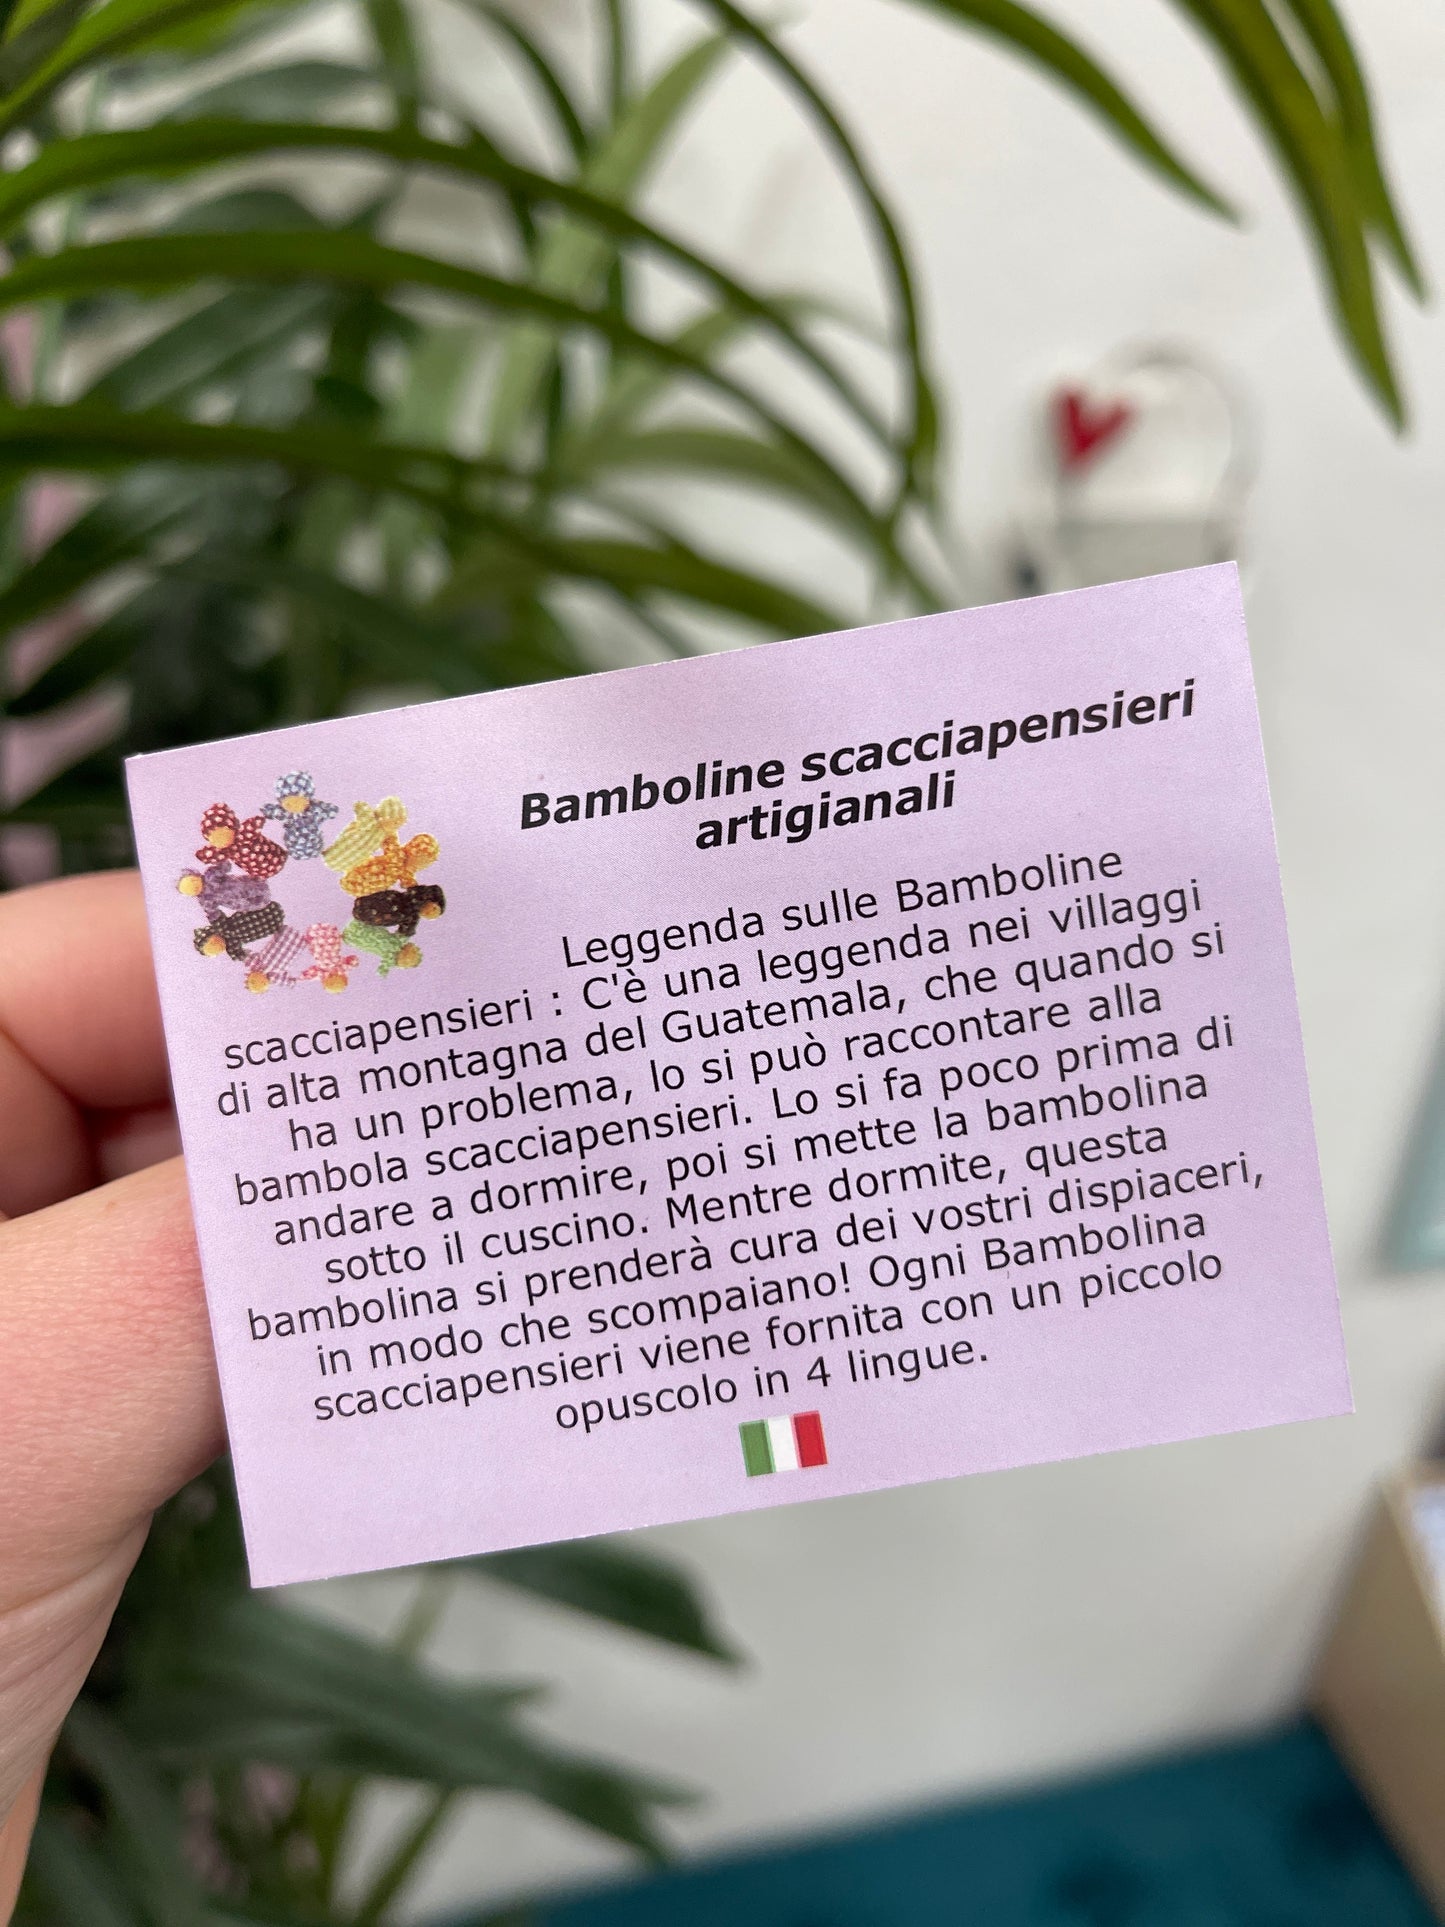 Bamboline scacciapensieri
artigianali
Leggenda sulle Bamboline
scacciapensieri : C'è una leggenda nei villaggi
di alta montagna del Guatemala, che quando si
ha un problema, lo si può raccontare alla
bambola scacciapensieri. Lo si fa poco prima di
andare a dormire, poi si mette la bambolina
sotto il cuscino. Mentre dormite, questa
bambolina si prenderà cura dei vostri dispiaceri,
in modo che scompaiano! Ogni Bambolina
scacciapensieri viene fornita con un piccolo
opuscolo in 4 lingue.